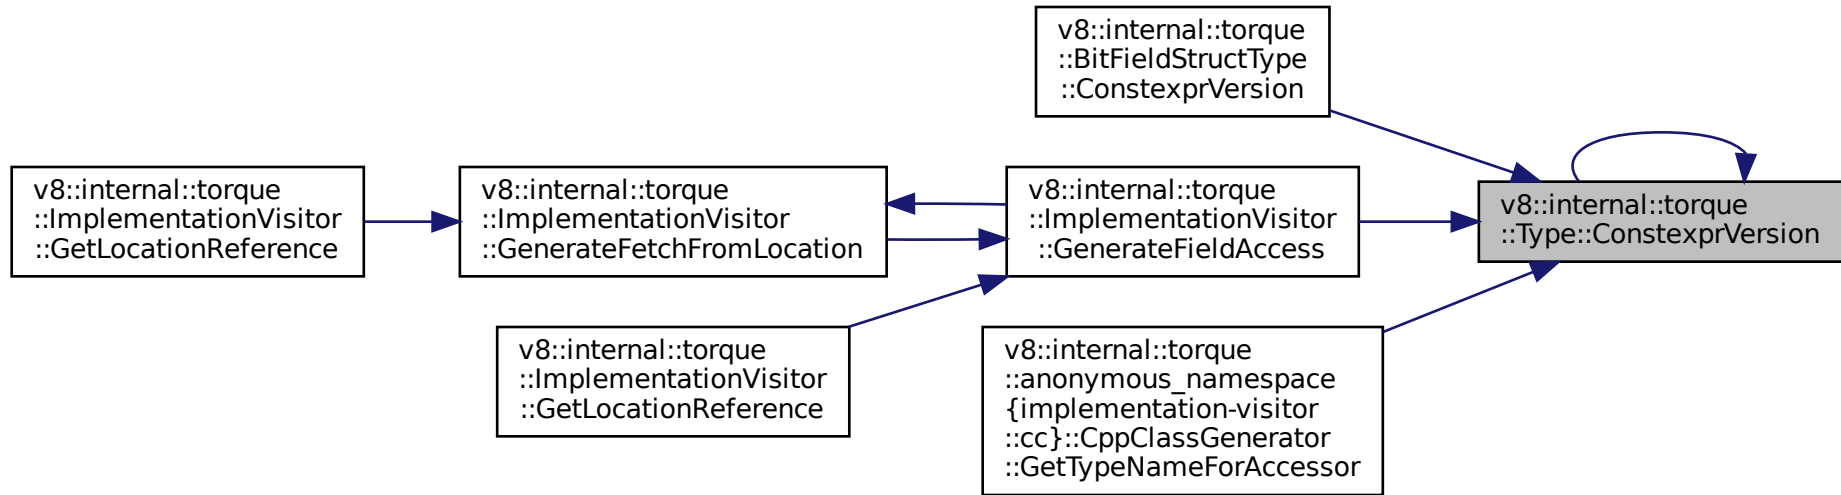 v8::internal::torque
::BitFieldStructType
::ConstexprVersion
v8::internal::torque
::ImplementationVisitor
::GetLocationReference
v8::internal::torque
::ImplementationVisitor
::GenerateFetchFromLocation
v8::internal::torque
::ImplementationVisitor
::GenerateFieldAccess
v8::internal::torque
::Type::ConstexprVersion
v8::internal::torque
::ImplementationVisitor
::GetLocationReference
v8::internal::torque
::anonymous_namespace
{implementation-visitor
::cc}::CppClassGenerator
::GetTypeNameForAccessor